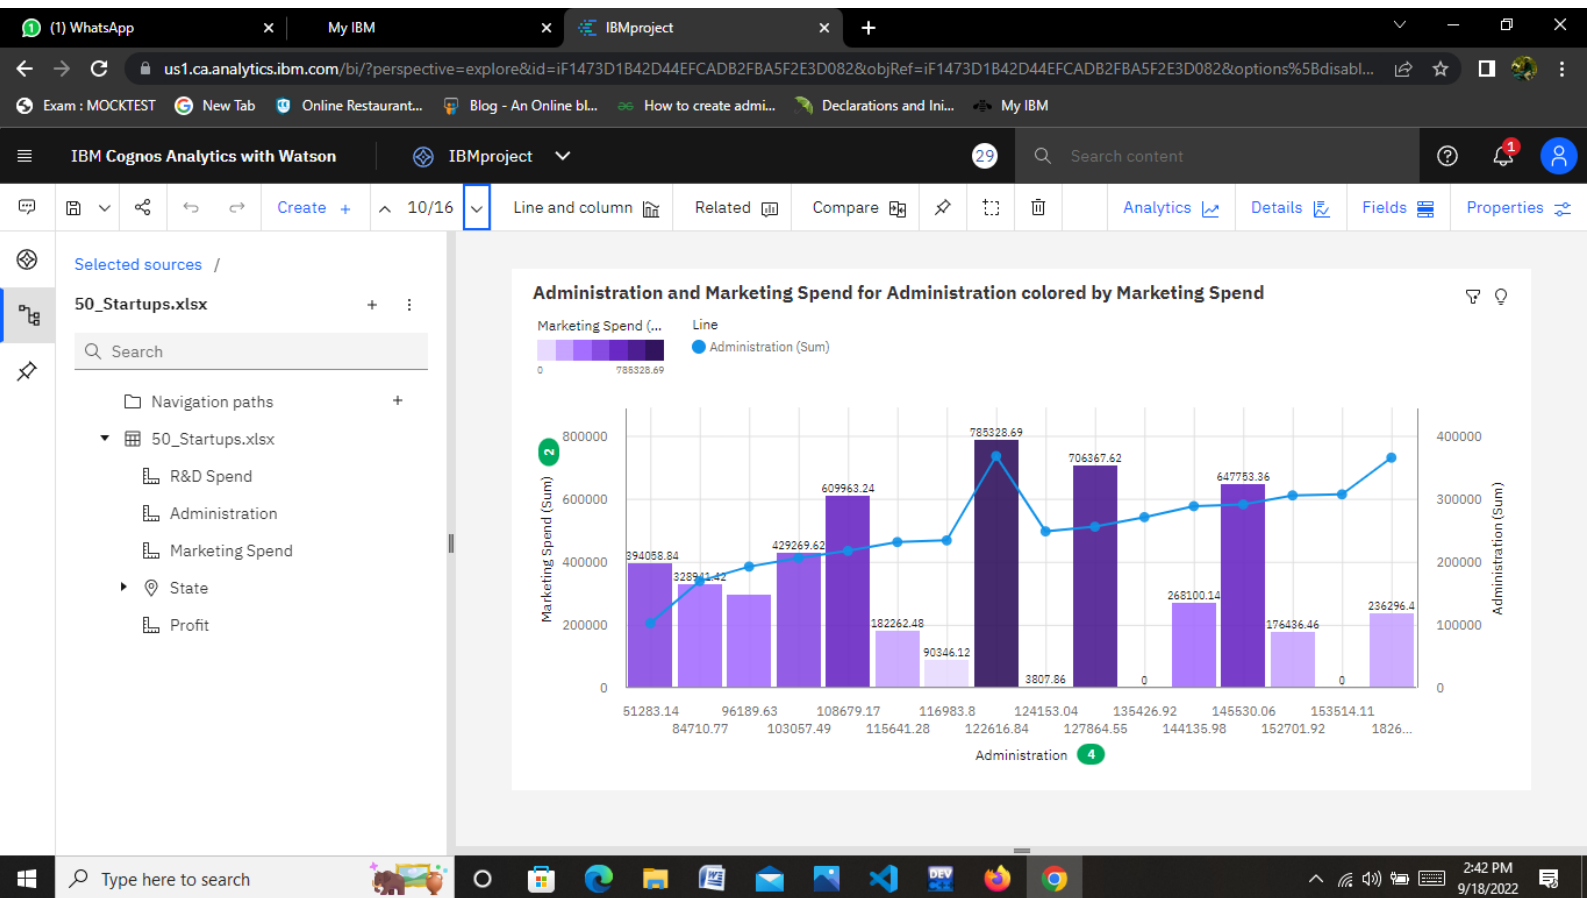 (1) WhatsApp
My IBM
IBMproject
us1.ca.analytics.ibm.com/bi/?perspective=explore&id=iF1473D1B42D44EFCADB2FBA5F2E3D082&objRef=iF1473D1B42D44EFCADB2FBA5F2E3D082&options%5Bdisabl...
Exam : MOCKTEST
New Tab
Online Restaurant...
Blog - An Online bl...
How to create admi...
Declarations and Ini...
My IBM
IBM Cognos Analytics with Watson
IBMproject
29
Search content
1
Create +
10/16
Line and column
Related
Compare
Analytics
Details
Fields
Properties
Selected sources /
50_Startups.xlsx
Search
Navigation paths
50_Startups.xlsx
R&D Spend
Administration
Marketing Spend
State
Profit
Administration and Marketing Spend for Administration colored by Marketing Spend
Marketing Spend (...
Line
Administration (Sum)
0 785328.69
2
Marketing Spend (Sum)
800000
600000
400000
200000
0
394058.84
328941.42
429269.62
609963.24
182262.48
90346.12
785328.69
3807.86
706367.62
0
268100.14
647753.36
176436.46
0
236296.4
400000
300000
200000
100000
0
Administration (Sum)
51283.14 96189.63 108679.17 116983.8 124153.04 135426.92 145530.06 153514.11
84710.77 103057.49 115641.28 122616.84 127864.55 144135.98 152701.92 1826...
Administration 4
Type here to search
DEV
2:42 PM
9/18/2022